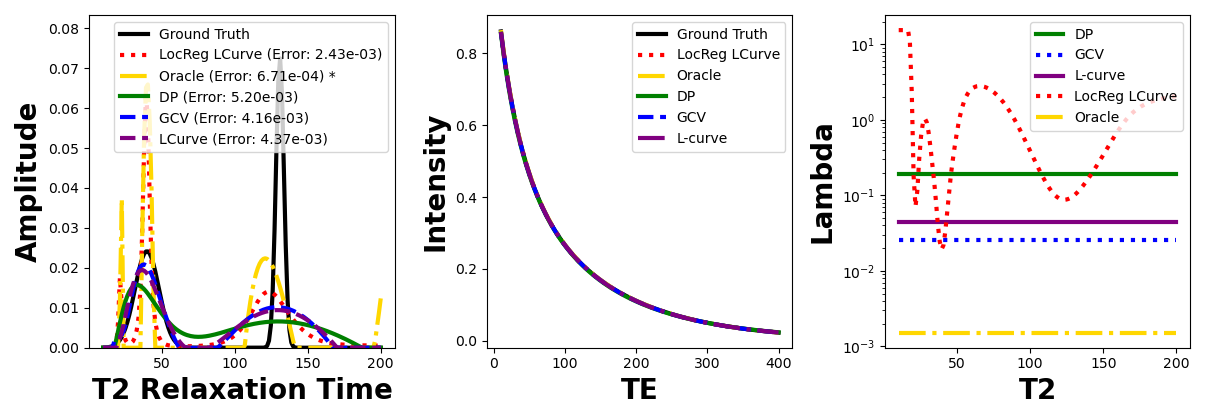 Amplitude
0.08
0.07
0.06
0.05
0.04
0.03
0.02
0.01
0.00
50
100
150
200
T2 Relaxation Time
Ground Truth
LocReg LCurve (Error: 2.43e-03)
Oracle (Error: 6.71e-04) *
DP (Error: 5.20e-03)
GCV (Error: 4.16e-03)
LCurve (Error: 4.37e-03)
Intensity
0.8
0.6
0.4
0.2
0.0
0
100
200
300
400
TE
Ground Truth
LocReg LCurve
Oracle
DP
GCV
L-curve
Lambda
10¹
10⁰
10⁻¹
10⁻²
10⁻³
50
100
150
200
T2
DP
GCV
L-curve
LocReg LCurve
Oracle